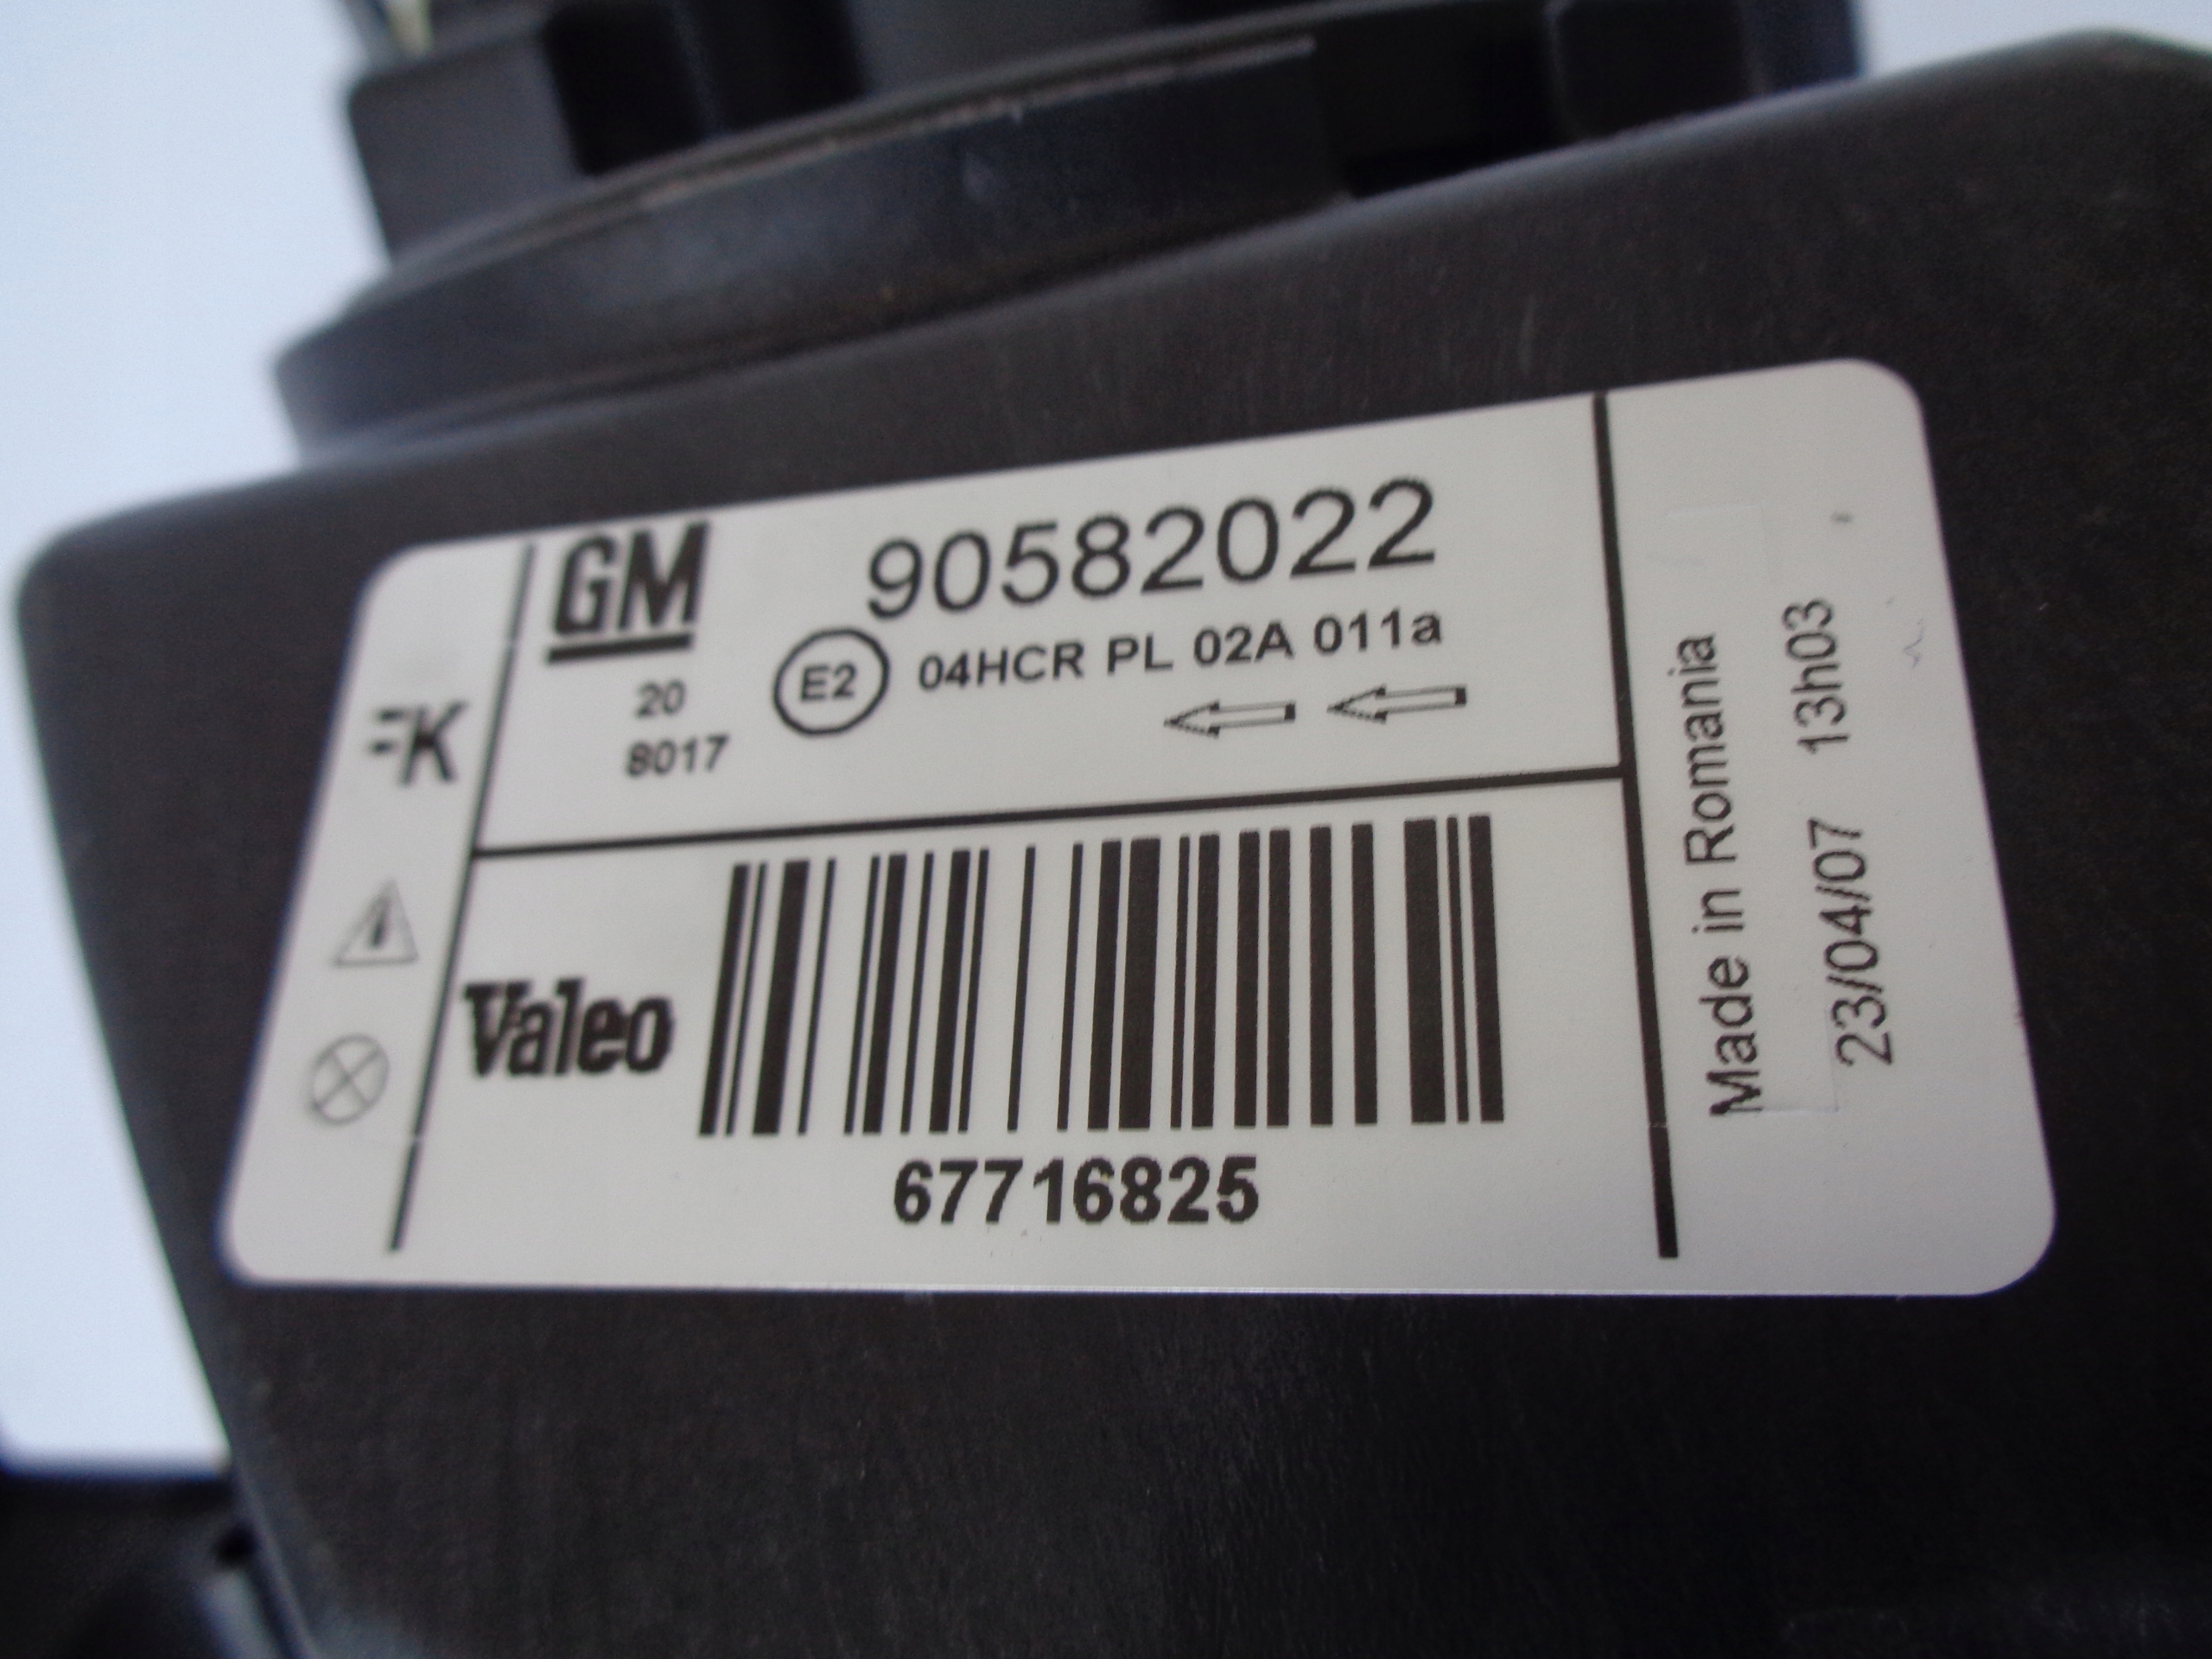 GM 90582022
20 E2 04HCR PL 02A 011a
8017
K
Valeo
67716825
Made in Romania
23/04/07 13h03